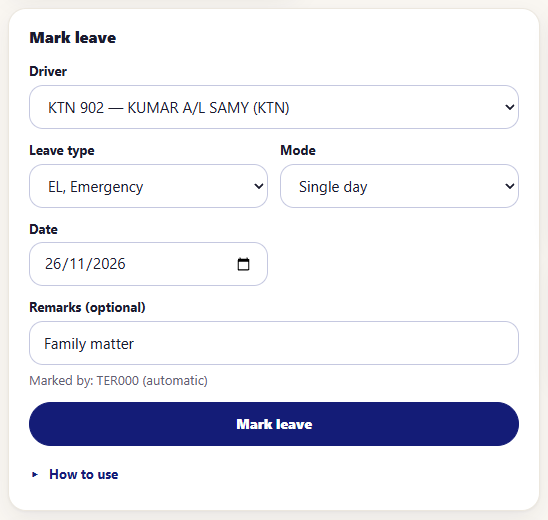 Mark leave
Driver
KTN 902 — KUMAR A/L SAMY (KTN)
Leave type Mode
EL, Emergency Single day
Date
26/11/2026
Remarks (optional)
Family matter
Marked by: TER000 (automatic)
Mark leave
How to use